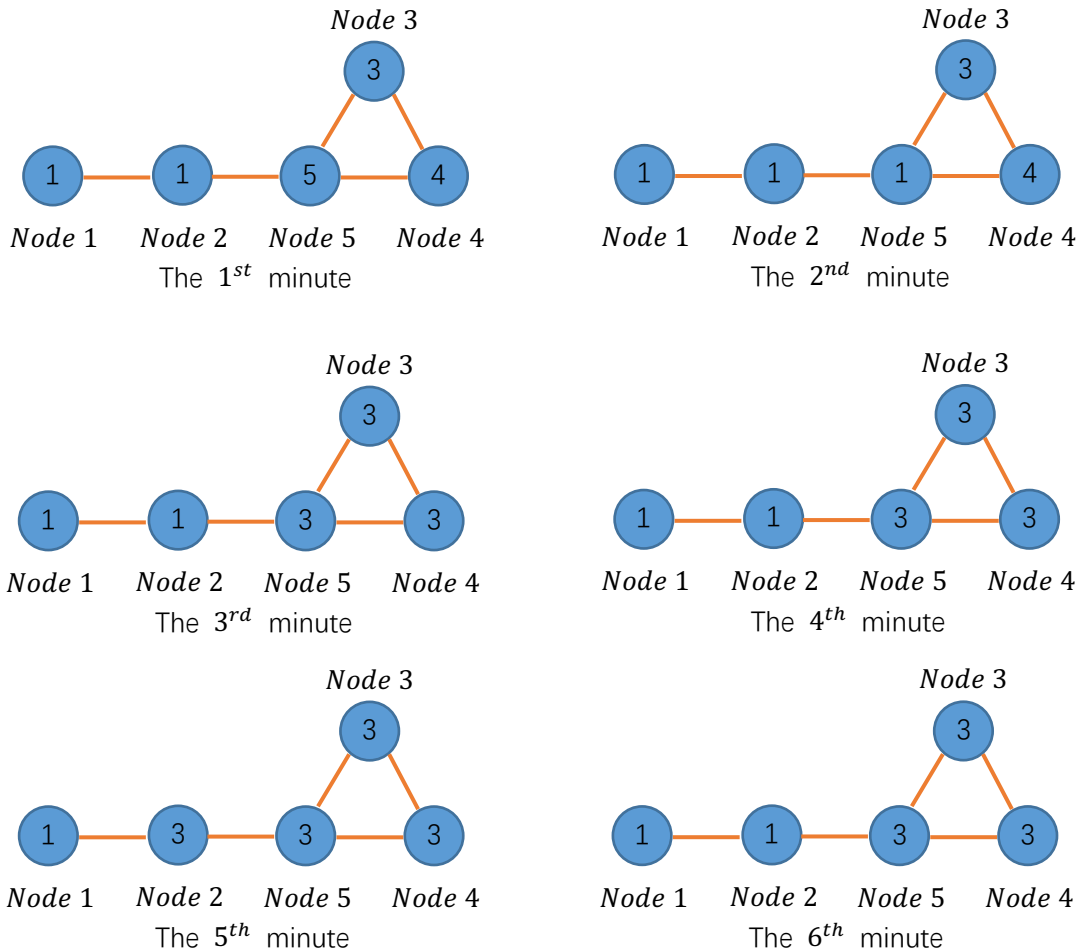 Node 3
3
1 1 5 4
Node 1 Node 2 Node 5 Node 4
The 1st minute
Node 3
3
1 1 1 4
Node 1 Node 2 Node 5 Node 4
The 2nd minute
Node 3
3
1 1 3 3
Node 1 Node 2 Node 5 Node 4
The 3rd minute
Node 3
3
1 1 3 3
Node 1 Node 2 Node 5 Node 4
The 4th minute
Node 3
3
1 3 3 3
Node 1 Node 2 Node 5 Node 4
The 5th minute
Node 3
3
1 1 3 3
Node 1 Node 2 Node 5 Node 4
The 6th minute